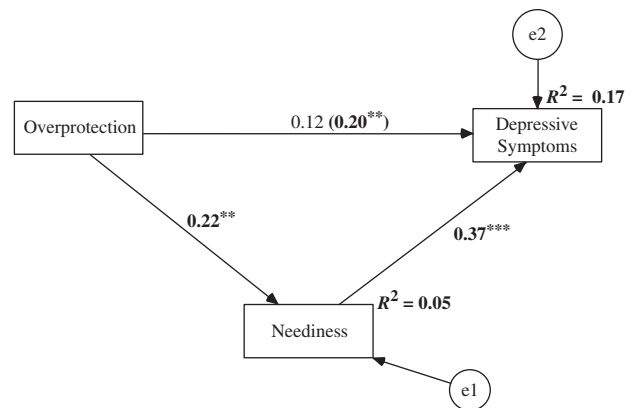 e2
R² = 0.17
Overprotection
0.12 (0.20**)
Depressive
Symptoms
0.22**
0.37***
R² = 0.05
Neediness
e1